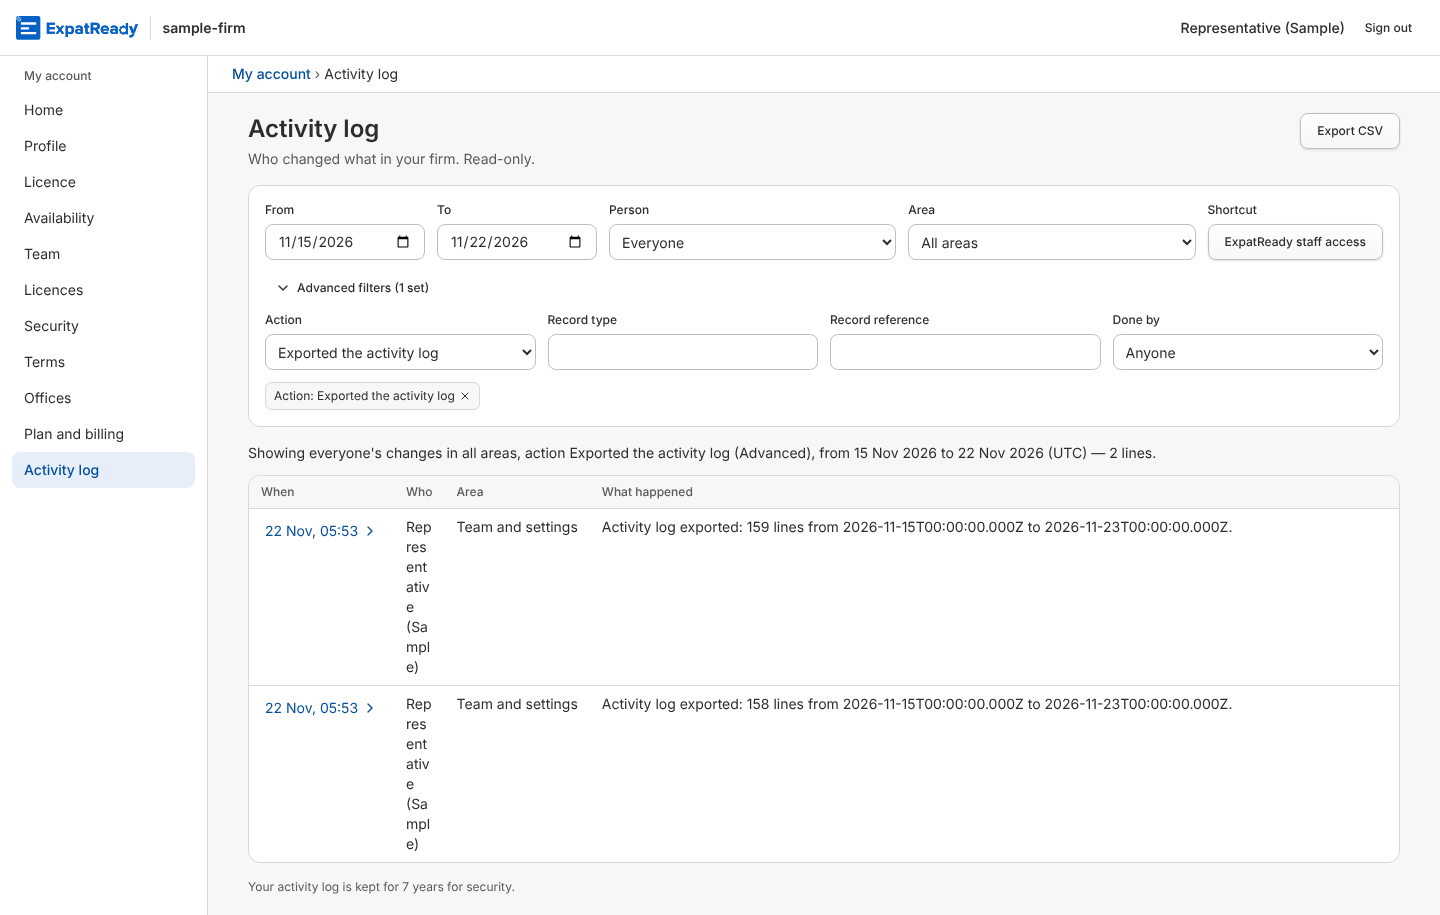 ExpatReady
sample-firm
Representative (Sample)
Sign out
My account
Home
Profile
Licence
Availability
Team
Licences
Security
Terms
Offices
Plan and billing
Activity log
My account › Activity log
Activity log
Export CSV
Who changed what in your firm. Read-only.
From
To
Person
Area
Shortcut
11/15/2026
11/22/2026
Everyone
All areas
ExpatReady staff access
Advanced filters (1 set)
Action
Record type
Record reference
Done by
Exported the activity log
Anyone
Action: Exported the activity log ×
Showing everyone's changes in all areas, action Exported the activity log (Advanced), from 15 Nov 2026 to 22 Nov 2026 (UTC) — 2 lines.
When
Who
Area
What happened
22 Nov, 05:53
Rep
res
ent
ativ
e
(Sa
mpl
e)
Team and settings
Activity log exported: 159 lines from 2026-11-15T00:00:00.000Z to 2026-11-23T00:00:00.000Z.
22 Nov, 05:53
Rep
res
ent
ativ
e
(Sa
mpl
e)
Team and settings
Activity log exported: 158 lines from 2026-11-15T00:00:00.000Z to 2026-11-23T00:00:00.000Z.
Your activity log is kept for 7 years for security.